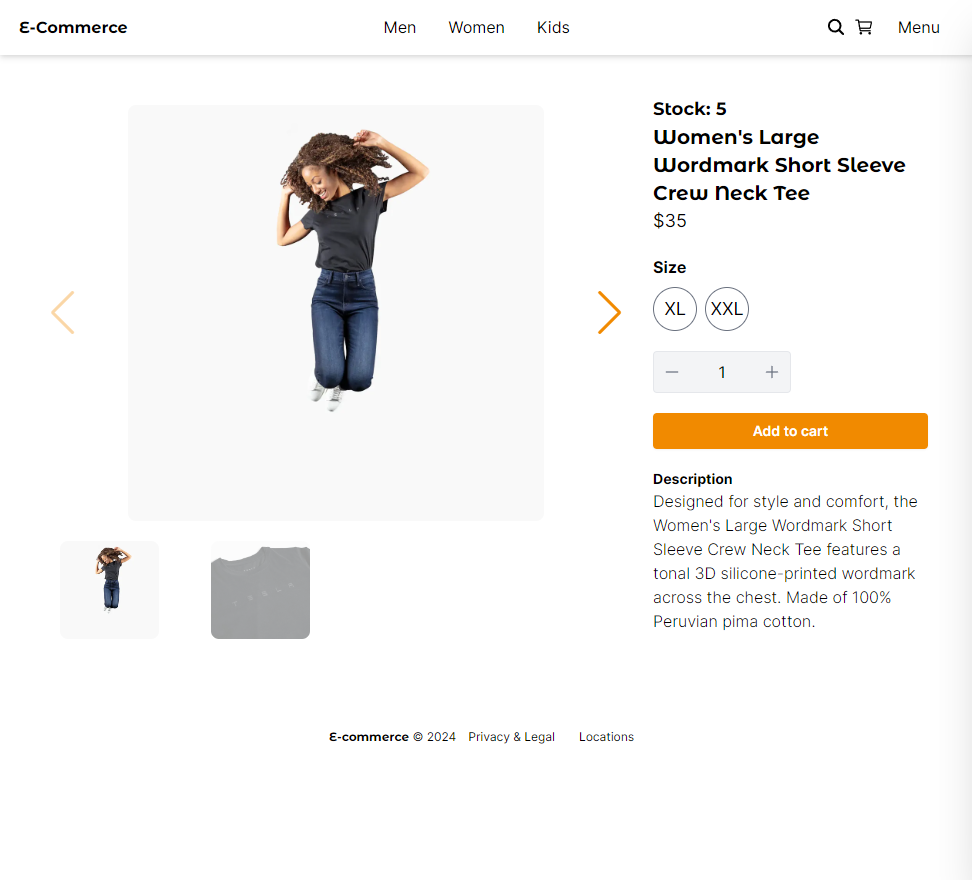 E-Commerce
Men
Women
Kids
Menu
Stock: 5
Women's Large
Wordmark Short Sleeve
Crew Neck Tee
$35
Size
XL
XXL
1
Add to cart
Description
Designed for style and comfort, the
Women's Large Wordmark Short
Sleeve Crew Neck Tee features a
tonal 3D silicone-printed wordmark
across the chest. Made of 100%
Peruvian pima cotton.
E-commerce © 2024 Privacy & Legal Locations